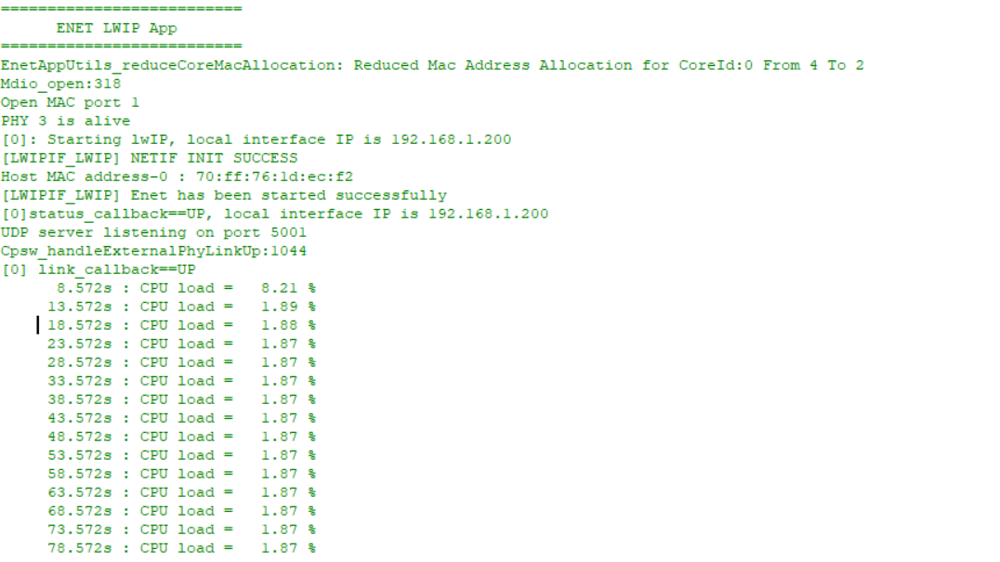 ==========================
      ENET LWIP App
==========================
EnetAppUtils_reduceCoreMacAllocation: Reduced Mac Address Allocation for CoreId:0 From 4 To 2
Mdio_open:318
Open MAC port 1
PHY 3 is alive
[0]: Starting lwIP, local interface IP is 192.168.1.200
[LWIPIF_LWIP] NETIF INIT SUCCESS
Host MAC address-0 : 70:ff:76:1d:ec:f2
[LWIPIF_LWIP] Enet has been started successfully
[0]status_callback==UP, local interface IP is 192.168.1.200
UDP server listening on port 5001
Cpsw_handleExternalPhyLinkUp:1044
[0] link_callback==UP
      8.572s : CPU load =   8.21 %
     13.572s : CPU load =   1.89 %
     18.572s : CPU load =   1.88 %
     23.572s : CPU load =   1.87 %
     28.572s : CPU load =   1.87 %
     33.572s : CPU load =   1.87 %
     38.572s : CPU load =   1.87 %
     43.572s : CPU load =   1.87 %
     48.572s : CPU load =   1.87 %
     53.572s : CPU load =   1.87 %
     58.572s : CPU load =   1.87 %
     63.572s : CPU load =   1.87 %
     68.572s : CPU load =   1.87 %
     73.572s : CPU load =   1.87 %
     78.572s : CPU load =   1.87 %